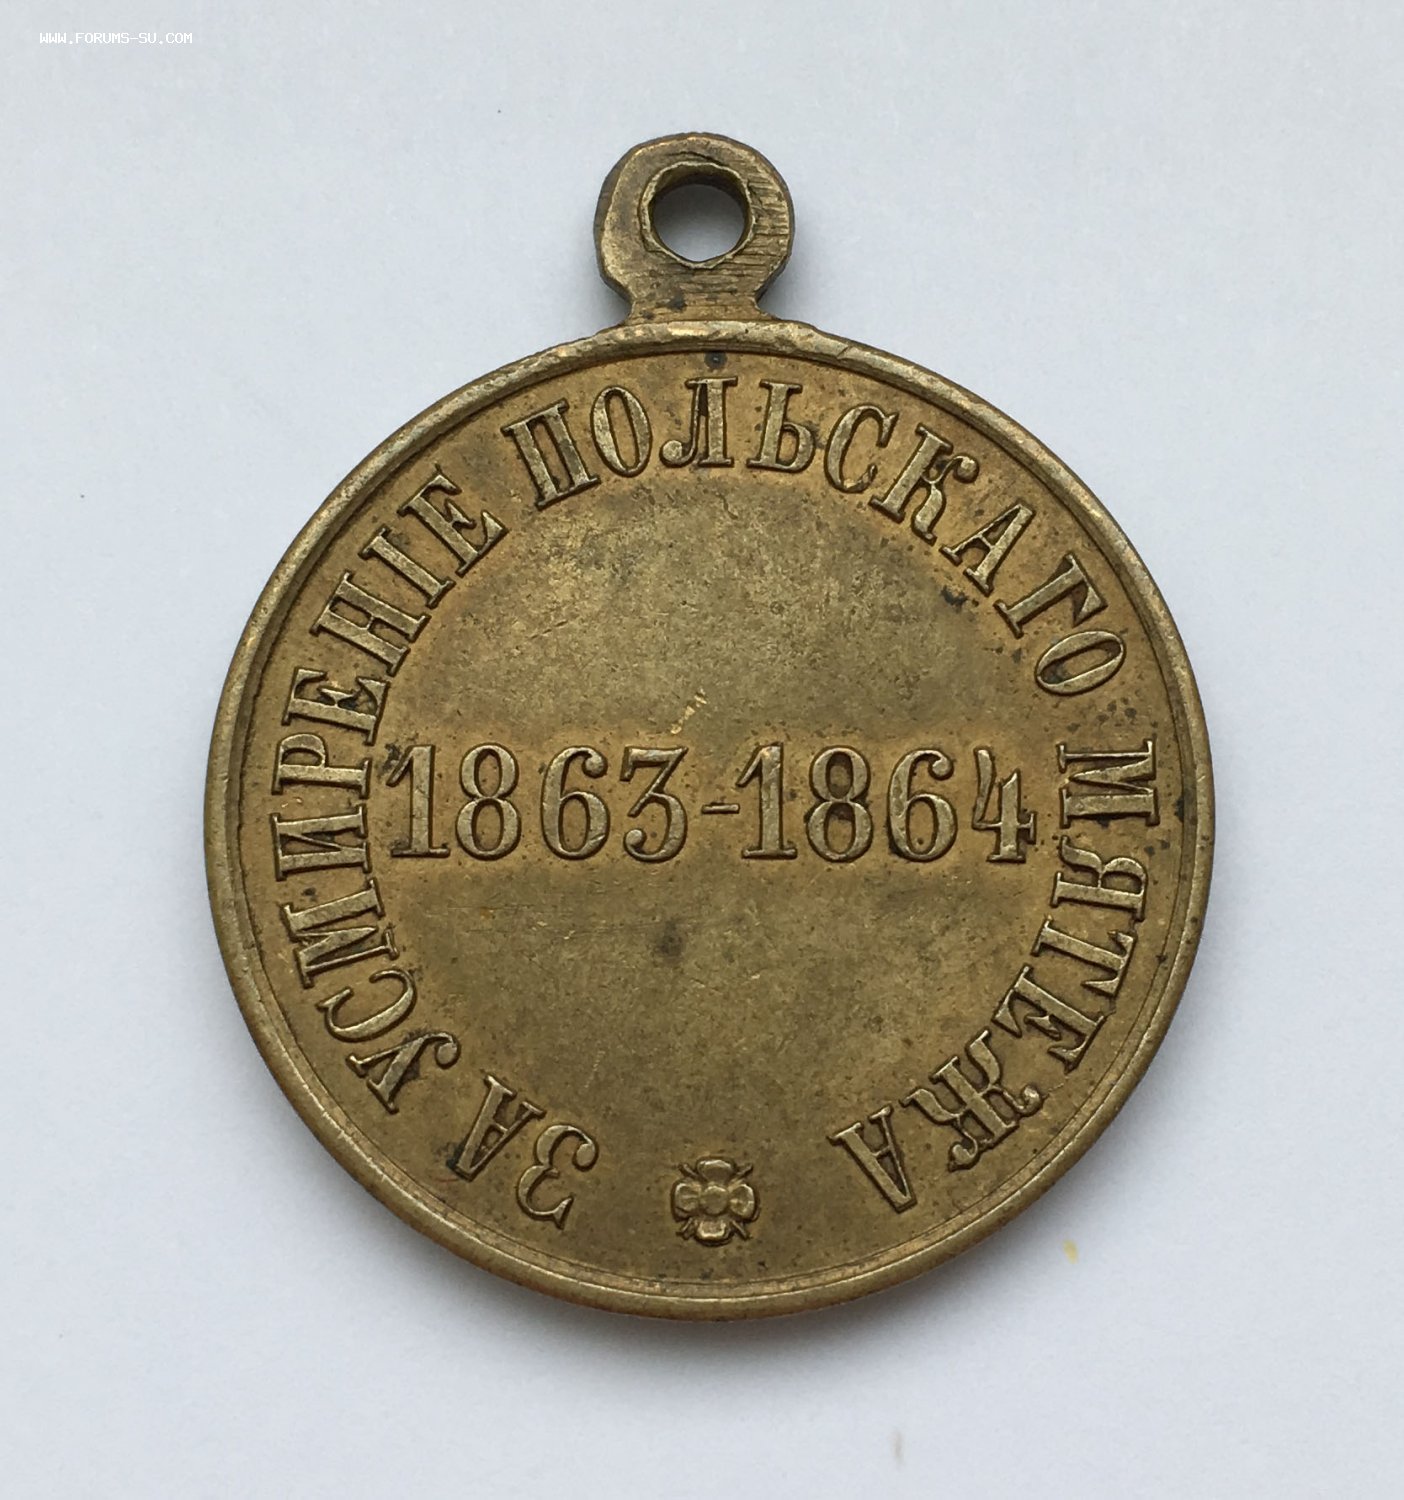 WWW.FORUMS-SU.COM
ЗА УСМИРЕНІЕ ПОЛЬСКАГО МЯТЕЖА
1863-1864